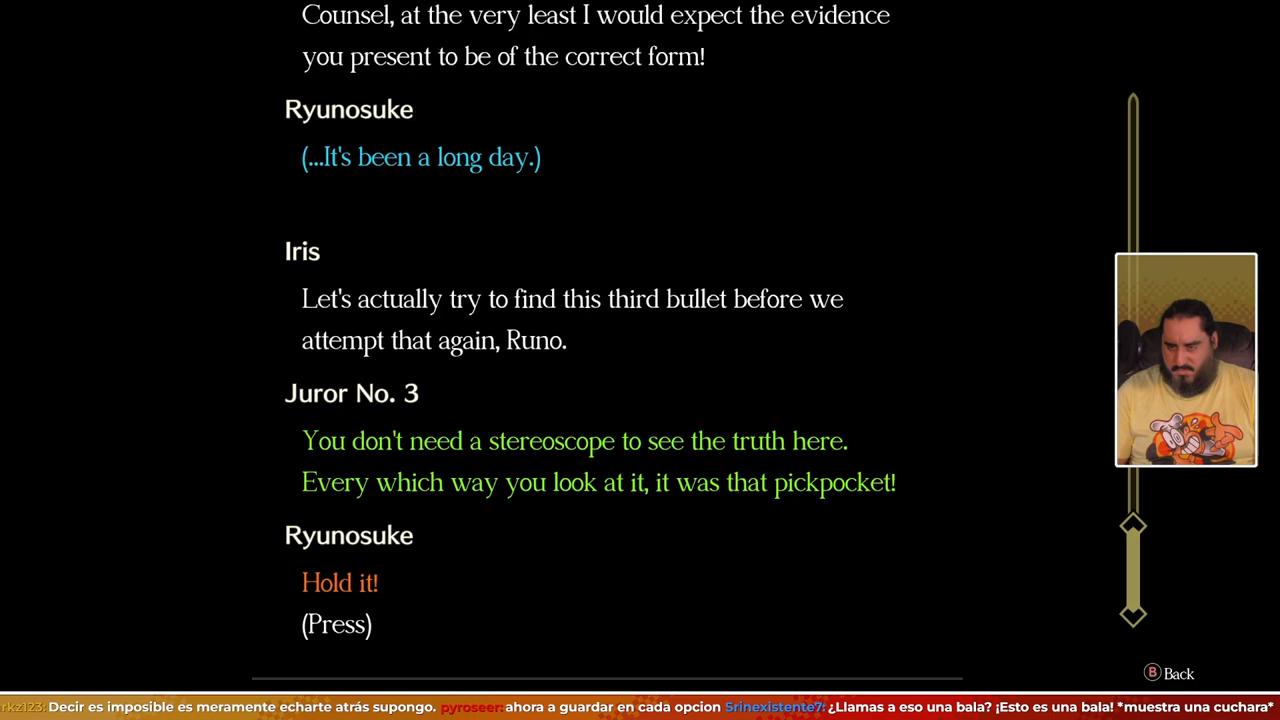 Counsel, at the very least I would expect the evidence
you present to be of the correct form!
Ryunosuke
(...It's been a long day.)
Iris
Let's actually try to find this third bullet before we
attempt that again, Runo.
Juror No. 3
You don't need a stereoscope to see the truth here.
Every which way you look at it, it was that pickpocket!
Ryunosuke
Hold it!
(Press)
B Back
rkz123: Decir es imposible es meramente echarte atrás supongo. pyroseer: ahora a guardar en cada opcion Srinexistente7: ¿Llamas a eso una bala? ¡Esto es una bala! *muestra una cuchara*